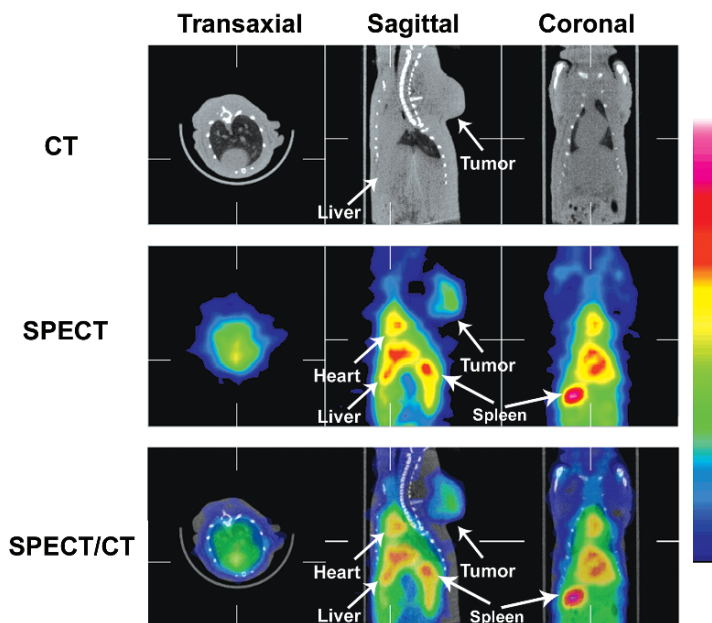 Transaxial Sagittal Coronal
CT
Tumor
Liver
SPECT
Heart
Tumor
Liver
Spleen
SPECT/CT
Heart
Tumor
Liver
Spleen